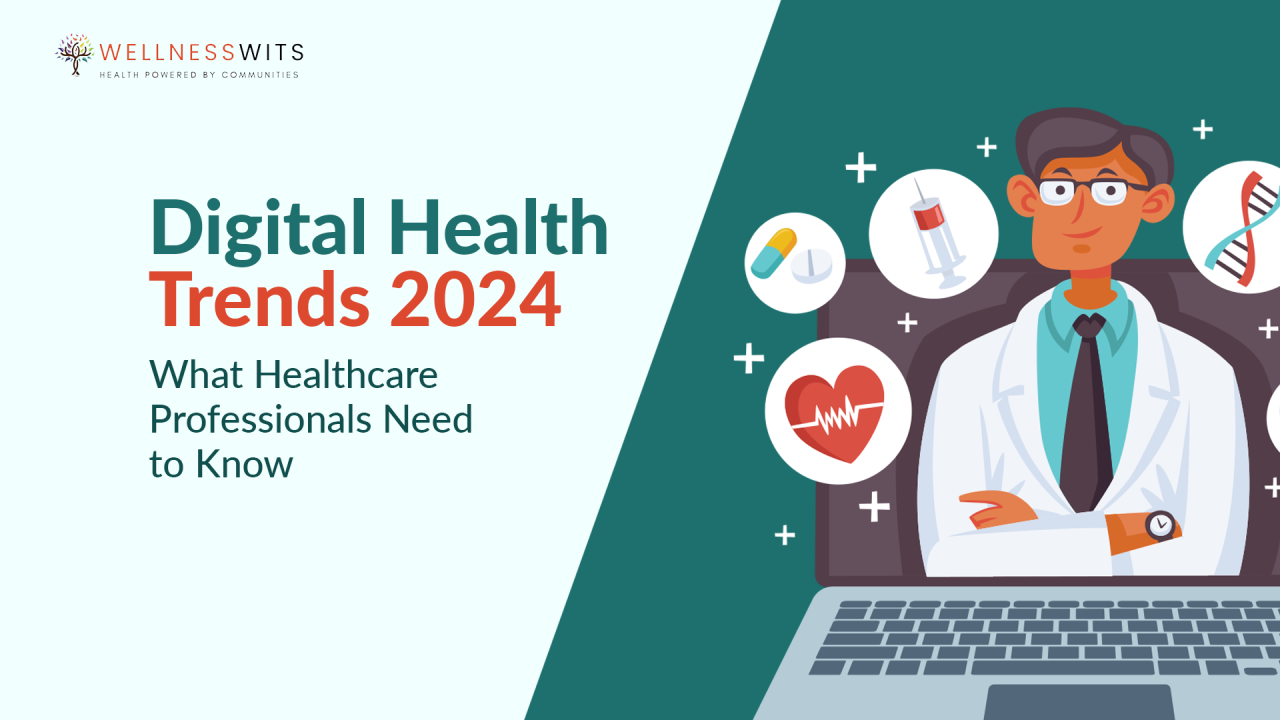 WELLNESSWITS
HEALTH POWERED BY COMMUNITIES
Digital Health
Trends 2024
What Healthcare
Professionals Need
to Know